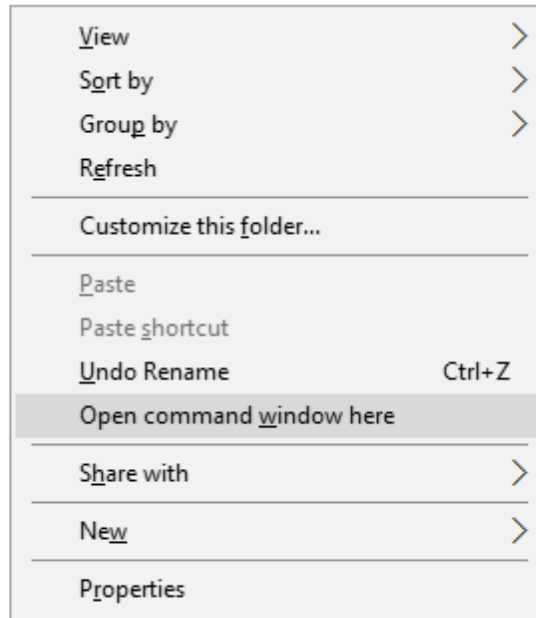 View
Sort by
Group by
Refresh
Customize this folder...
Paste
Paste shortcut
Undo Rename Ctrl+Z
Open command window here
Share with
New
Properties